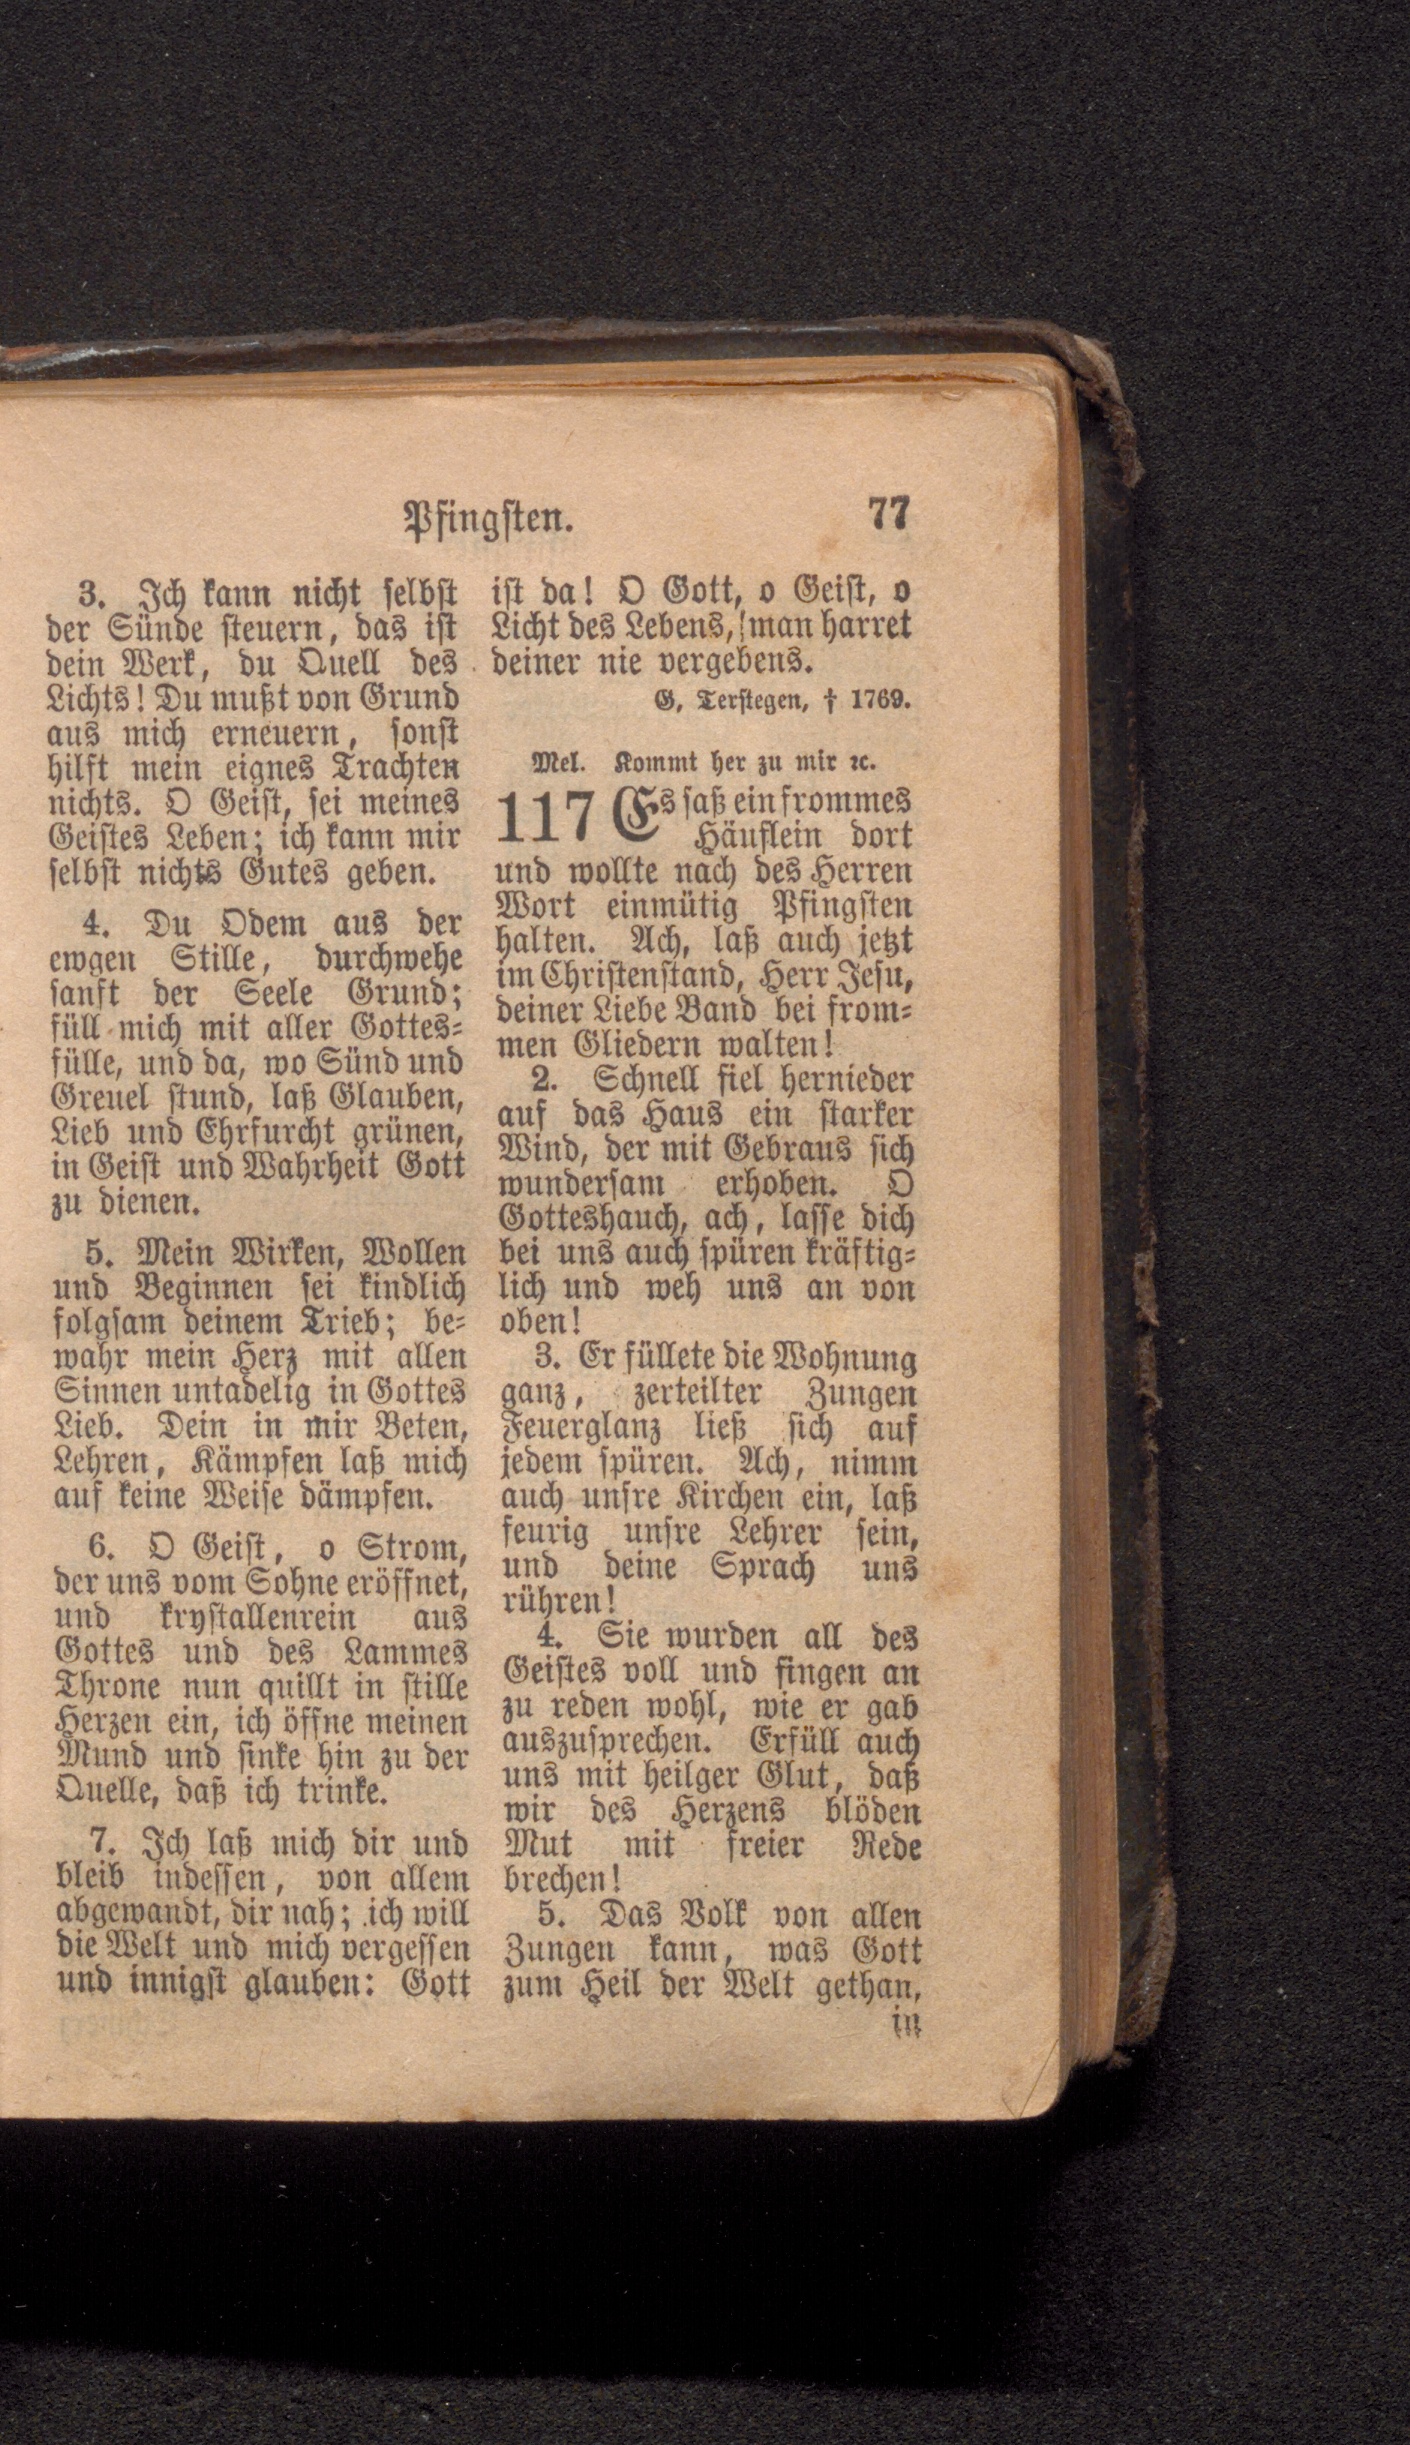 Pfingsten. 77
3. Ich kann nicht selbst
der Sünde steuern, das ist
dein Werk, du Quell des
Lichts! Du mußt von Grund
aus mich erneuern, sonst
hilft mein eignes Trachten
nichts. O Geist, sei meines
Geistes Leben; ich kann mir
selbst nichts Gutes geben.
4. Du Odem aus der
ewgen Stille, durchwehe
sanft der Seele Grund;
füll mich mit aller Gottes-
fülle, und da, wo Sünd und
Greuel stund, laß Glauben,
Lieb und Ehrfurcht grünen,
in Geist und Wahrheit Gott
zu dienen.
5. Mein Wirken, Wollen
und Beginnen sei kindlich
folgsam deinem Trieb; be-
wahr mein Herz mit allen
Sinnen untadelig in Gottes
Lieb. Dein in mir Beten,
Lehren, Kämpfen laß mich
auf keine Weise dämpfen.
6. O Geist, o Strom,
der uns vom Sohne eröffnet,
und krystallenrein aus
Gottes und des Lammes
Throne nun quillt in stille
Herzen ein, ich öffne meinen
Mund und sinke hin zu der
Quelle, daß ich trinke.
7. Ich laß mich dir und
bleib indessen, von allem
abgewandt, dir nah; ich will
die Welt und mich vergessen
und innigst glauben: Gott
ist da! O Gott, o Geist, o
Licht des Lebens, man harret
deiner nie vergebens.
G. Terstegen, † 1769.
Mel. Kommt her zu mir ꝛc.
117 Es saß ein frommes
Häuflein dort
und wollte nach des Herren
Wort einmütig Pfingsten
halten. Ach, laß auch jetzt
im Christenstand, Herr Jesu,
deiner Liebe Band bei from-
men Gliedern walten!
2. Schnell fiel hernieder
auf das Haus ein starker
Wind, der mit Gebraus sich
wundersam erhoben. O
Gotteshauch, ach, lasse dich
bei uns auch spüren kräftig-
lich und weh uns an von
oben!
3. Er füllete die Wohnung
ganz, zerteilter Zungen
Feuerglanz ließ sich auf
jedem spüren. Ach, nimm
auch unsre Kirchen ein, laß
feurig unsre Lehrer sein,
und deine Sprach uns
rühren!
4. Sie wurden all des
Geistes voll und fingen an
zu reden wohl, wie er gab
auszusprechen. Erfüll auch
uns mit heilger Glut, daß
wir des Herzens blöden
Mut mit freier Rede
brechen!
5. Das Volk von allen
Zungen kann, was Gott
zum Heil der Welt gethan,
in